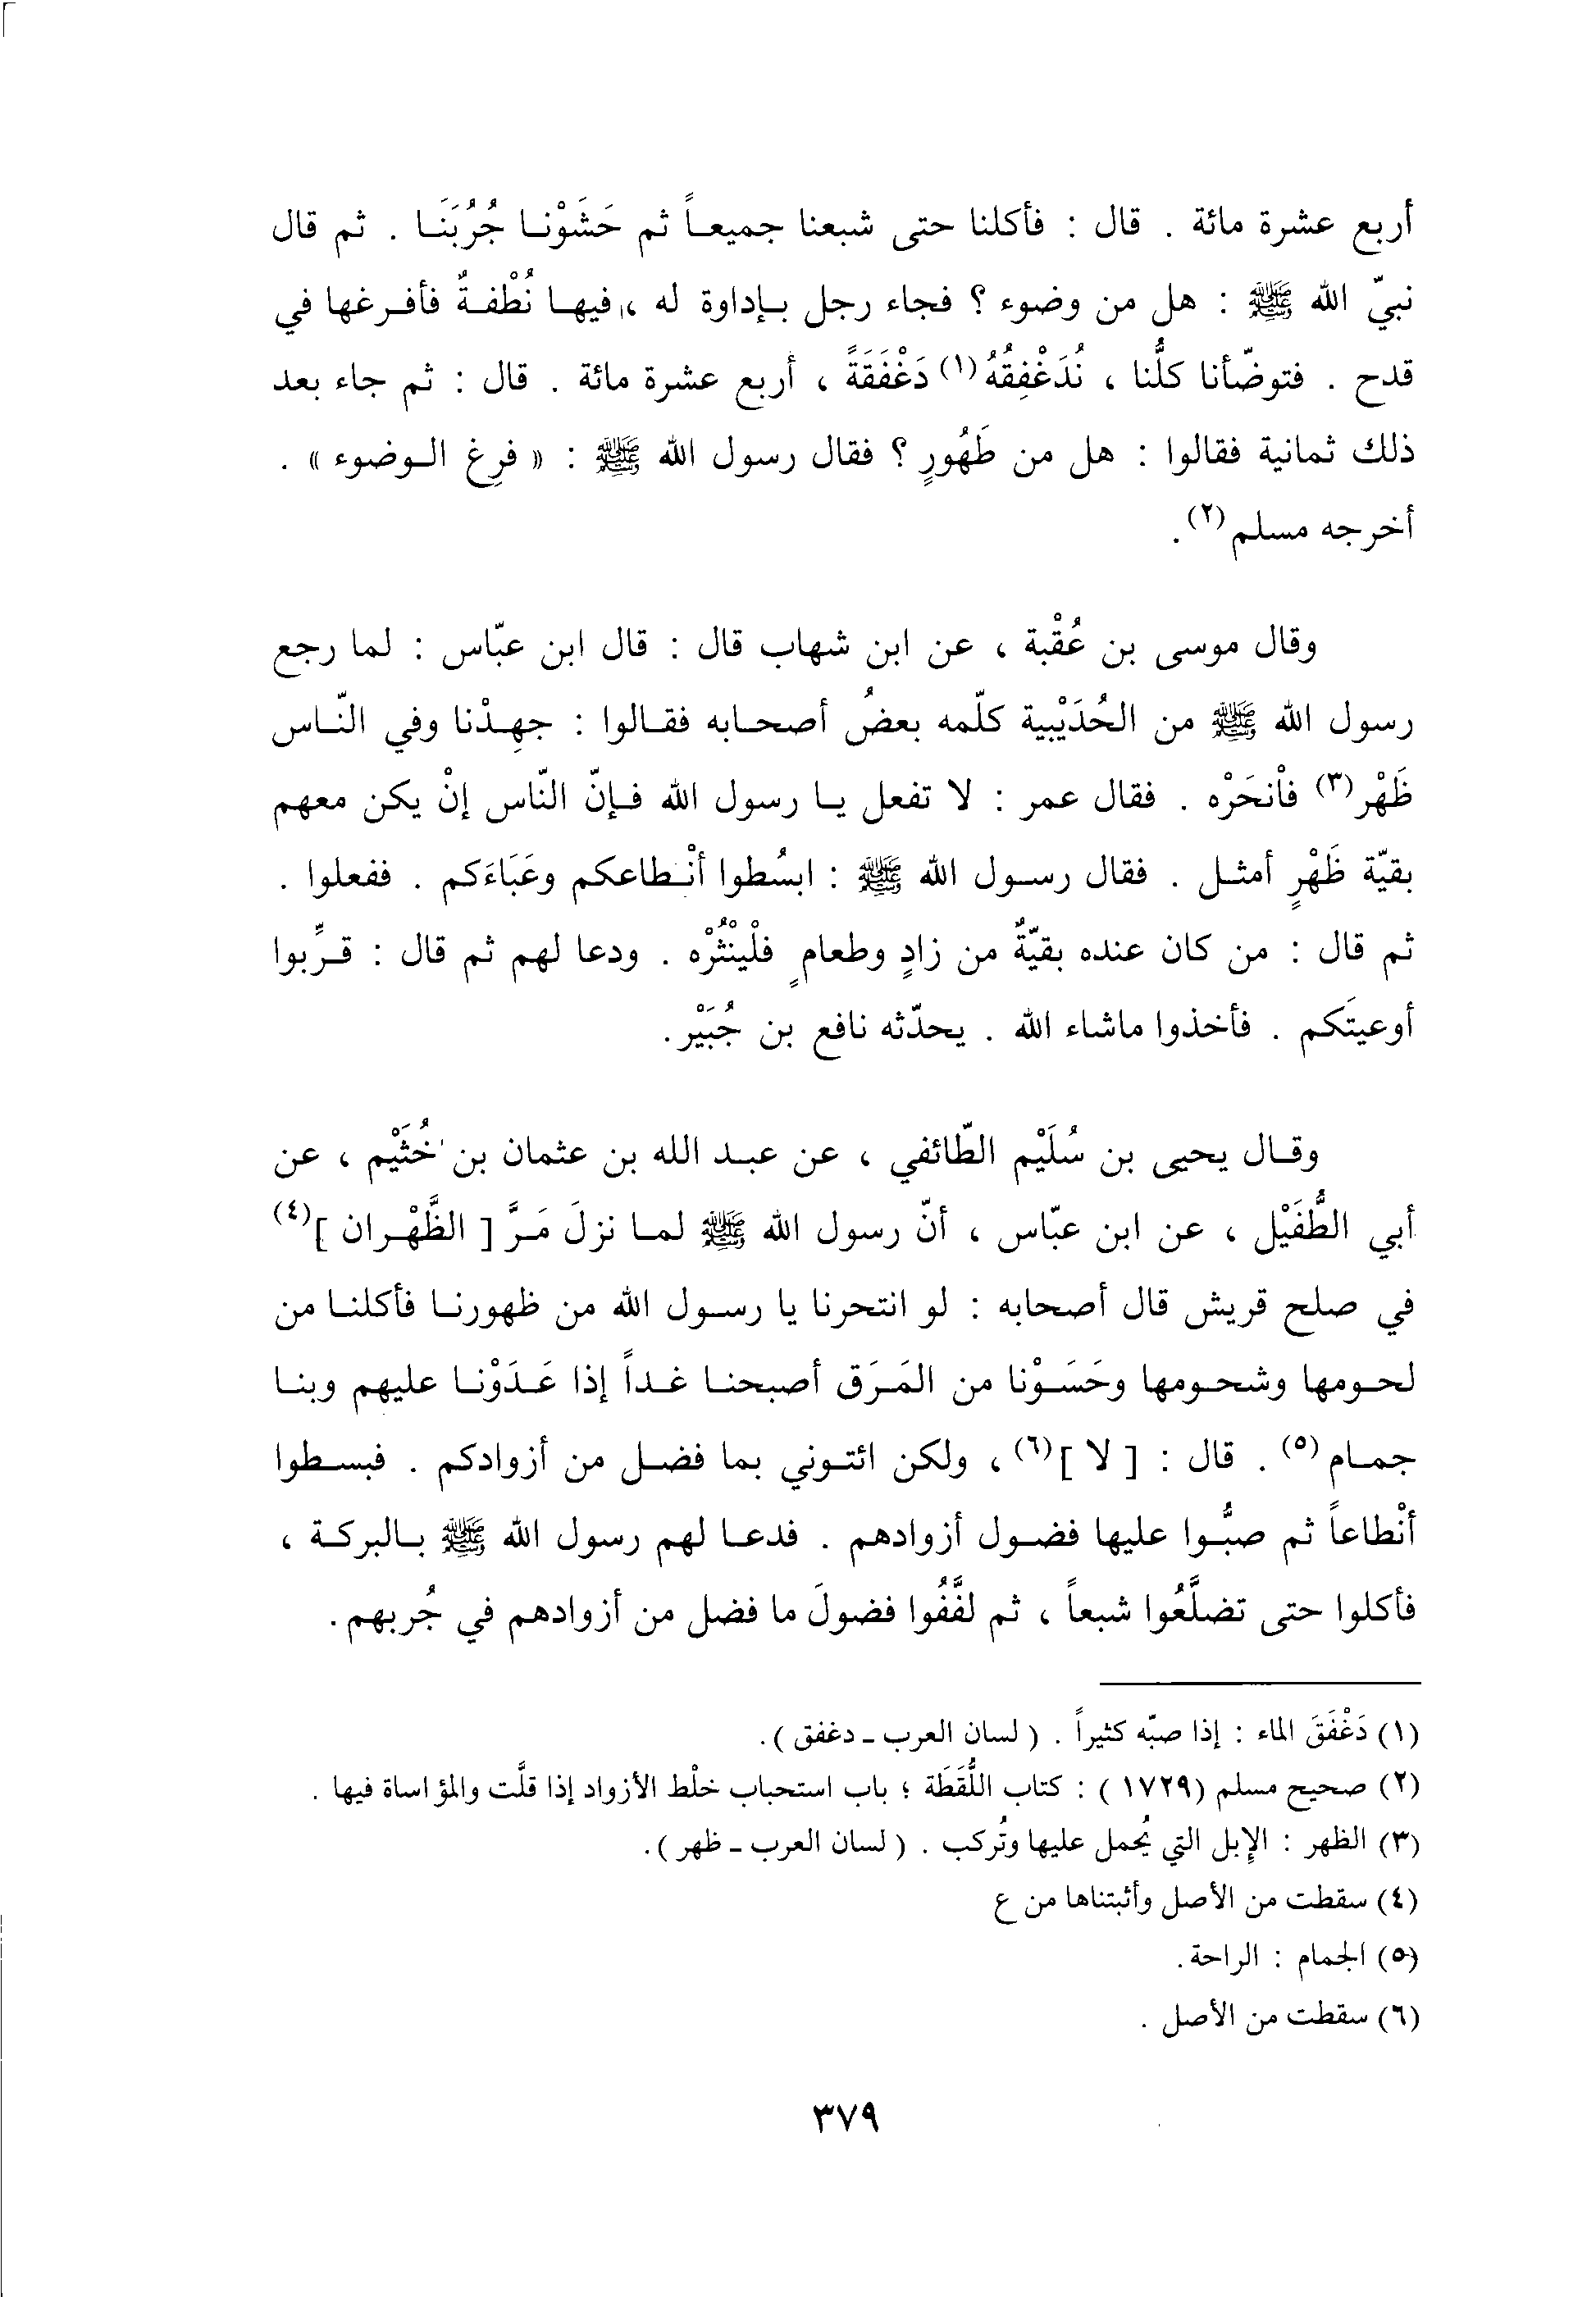 أربع عشرة مائة . قال : فأكلنا حتى شبعنا جميعاً ثم حَشَوْنا جُرُبَنَا . ثم قال
نبيّ الله ﷺ : هل من وضوء ؟ فجاء رجل بإداوة له ، فيها نُطْفةٌ فأفرغها في
قدح . فتوضّأنا كلُّنا ، نُدَغْفِقُهُ(١) دَغْفَقَةً ، أربع عشرة مائة . قال : ثم جاء بعد
ذلك ثمانية فقالوا : هل من طَهُورٍ ؟ فقال رسول الله ﷺ : « فرِغ الوضوء » .
أخرجه مسلم(٢).
وقال موسى بن عُقْبة ، عن ابن شهاب قال : قال ابن عبّاس : لما رجع
رسول الله ﷺ من الحُدَيْبية كلّمه بعضُ أصحابه فقالوا : جهِدْنا وفي النّاس
ظَهْر(٣) فٱنحَرْه . فقال عمر : لا تفعل يا رسول الله فإنّ النّاس إنْ يكن معهم
بقيّة ظَهْرٍ أمثل . فقال رسول الله ﷺ : ابسُطوا أنْطاعكم وعَبَاءَكم . ففعلوا .
ثم قال : من كان عنده بقيّةٌ من زادٍ وطعامٍ فلْينْثُرْه . ودعا لهم ثم قال : قرِّبوا
أوعيتَكم . فأخذوا ماشاء الله . يحدّثه نافع بن جُبَيْر.
وقال يحيى بن سُلَيْم الطّائفي ، عن عبد الله بن عثمان بن خُثَيْم ، عن
أبي الطُّفَيْل ، عن ابن عبّاس ، أنّ رسول الله ﷺ لما نزلَ مَرَّ [ الظَّهْران ](٤)
في صلح قريش قال أصحابه : لو انتحرنا يا رسول الله من ظهورنا فأكلنا من
لحومها وشحومها وحَسَوْنا من المَرَق أصبحنا غداً إذا غَدَوْنا عليهم وبنا
جمام(٥) . قال : [ لا ](٦) ، ولكن ائتوني بما فضل من أزوادكم . فبسطوا
أنْطاعاً ثم صبُّوا عليها فضول أزوادهم . فدعا لهم رسول الله ﷺ بالبركة ،
فأكلوا حتى تضلَّعُوا شبعاً ، ثم لفَّفُوا فضولَ ما فضل من أزوادهم في جُربهم .
(١) دَغْفَقَ الماء : إذا صبّه كثيراً . ( لسان العرب ـ دغفق ).
(٢) صحيح مسلم (١٧٢٩ ) : كتاب اللُّقَطَة ؛ باب استحباب خلْط الأزواد إذا قلَّت والمؤاساة فيها .
(٣) الظهر : الإبل التي يُحمل عليها وتُركب . ( لسان العرب ـ ظهر ).
(٤) سقطت من الأصل وأثبتناها من ع
(٥) الجمام : الراحة.
(٦) سقطت من الأصل .
٣٧٩